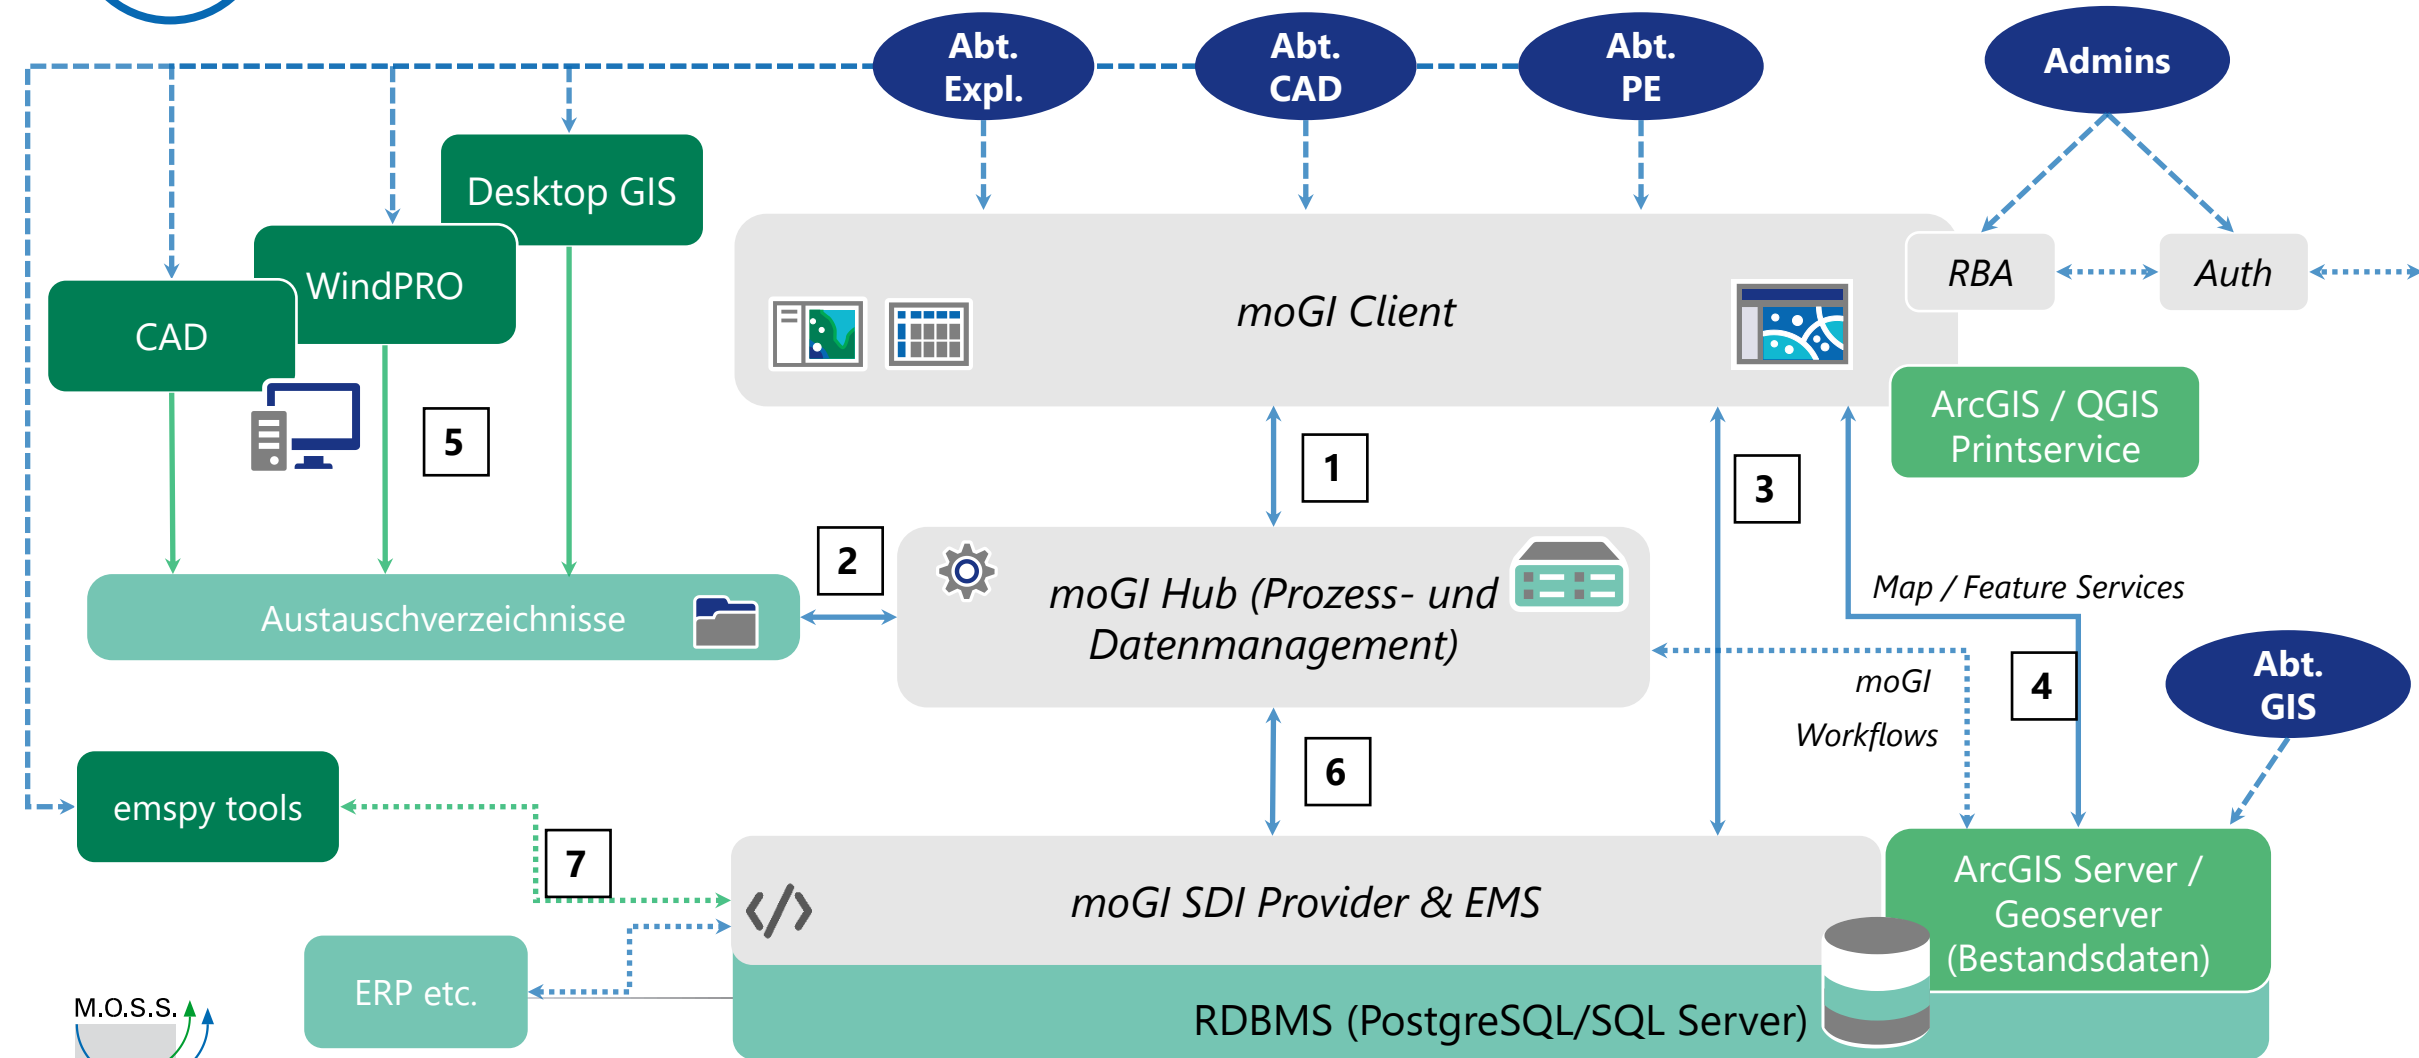 Abt.
Expl.
Abt.
CAD
Abt.
PE
Admins
Desktop GIS
WindPRO
CAD
moGI Client
RBA
Auth
ArcGIS / QGIS
Printservice
5
1
3
2
Austauschverzeichnisse
moGI Hub (Prozess- und
Datenmanagement)
Map / Feature Services
moGI
Workflows
4
Abt.
GIS
6
emspy tools
7
moGI SDI Provider & EMS
ArcGIS Server /
Geoserver
(Bestandsdaten)
ERP etc.
RDBMS (PostgreSQL/SQL Server)
M.O.S.S.